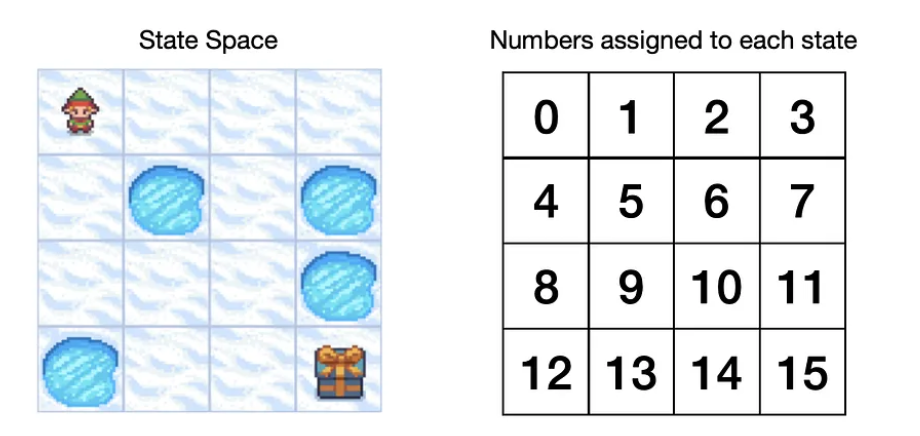 State Space
Numbers assigned to each state
0 1 2 3
4 5 6 7
8 9 10 11
12 13 14 15